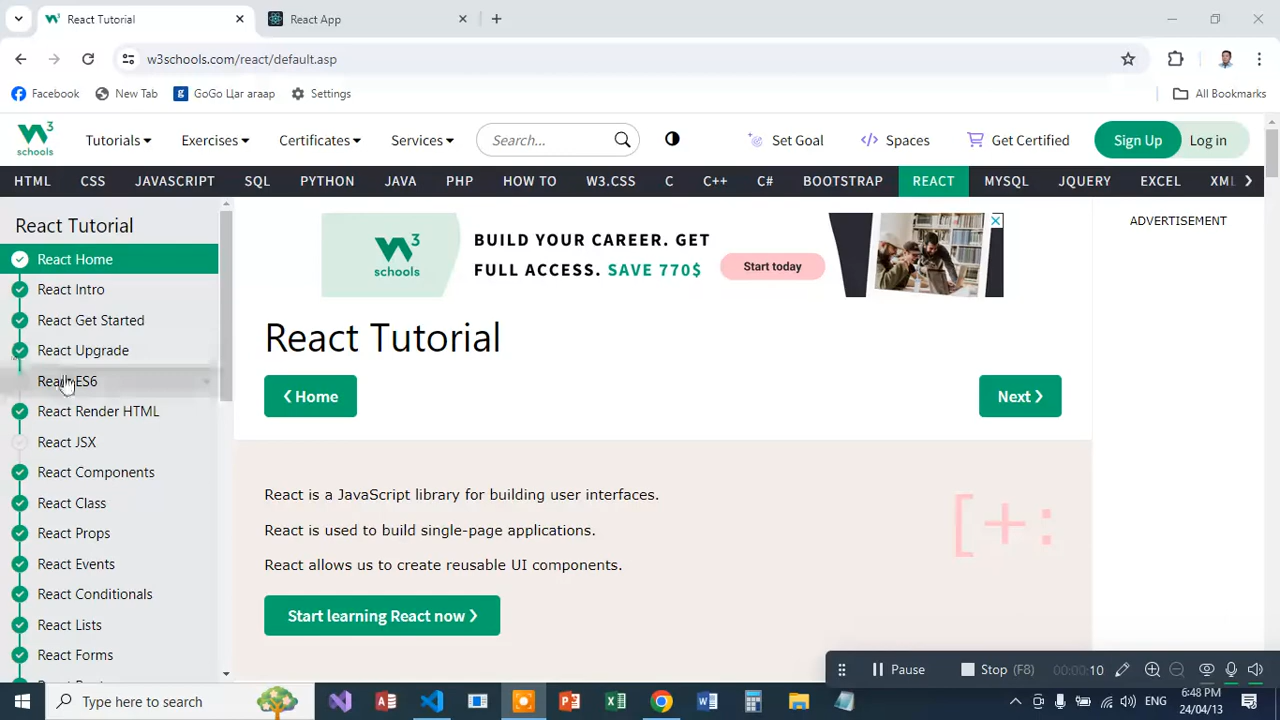 React Tutorial
React App
w3schools.com/react/default.asp
Facebook
New Tab
GoGo Цаг агаар
Settings
All Bookmarks
W3 schools
Tutorials
Exercises
Certificates
Services
Search...
Set Goal
Spaces
Get Certified
Sign Up
Log in
HTML CSS JAVASCRIPT SQL PYTHON JAVA PHP HOW TO W3.CSS C C++ C# BOOTSTRAP REACT MYSQL JQUERY EXCEL XML
React Tutorial
React Home
React Intro
React Get Started
React Upgrade
React ES6
React Render HTML
React JSX
React Components
React Class
React Props
React Events
React Conditionals
React Lists
React Forms
W3 schools
BUILD YOUR CAREER. GET
FULL ACCESS. SAVE 770$
Start today
ADVERTISEMENT
React Tutorial
❮ Home
Next ❯
React is a JavaScript library for building user interfaces.
React is used to build single-page applications.
React allows us to create reusable UI components.
[+:
Start learning React now ❯
Pause
Stop (F8)
00:00:10
Type here to search
ENG
6:48 PM
24/04/13